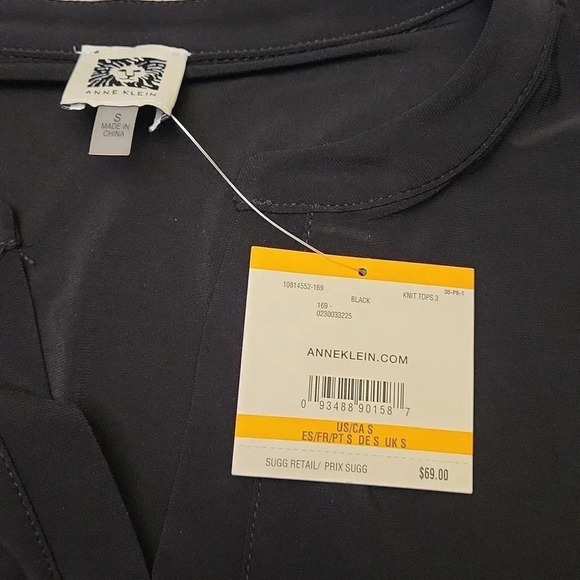 ANNE KLEIN
S
MADE IN
CHINA
10814552-169 BLACK KNIT TOPS.3 35-PB-1
169 -
0230033225
ANNEKLEIN.COM
0 93488 90158 7
US/CA S
ES/FR/PT S DE S UK S
SUGG RETAIL/ PRIX SUGG $69.00